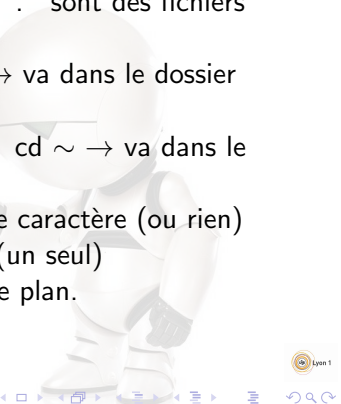 . " sont des fichiers
→ va dans le dossier
cd ∼ → va dans le
e caractère (ou rien)
(un seul)
e plan.
Lyon 1